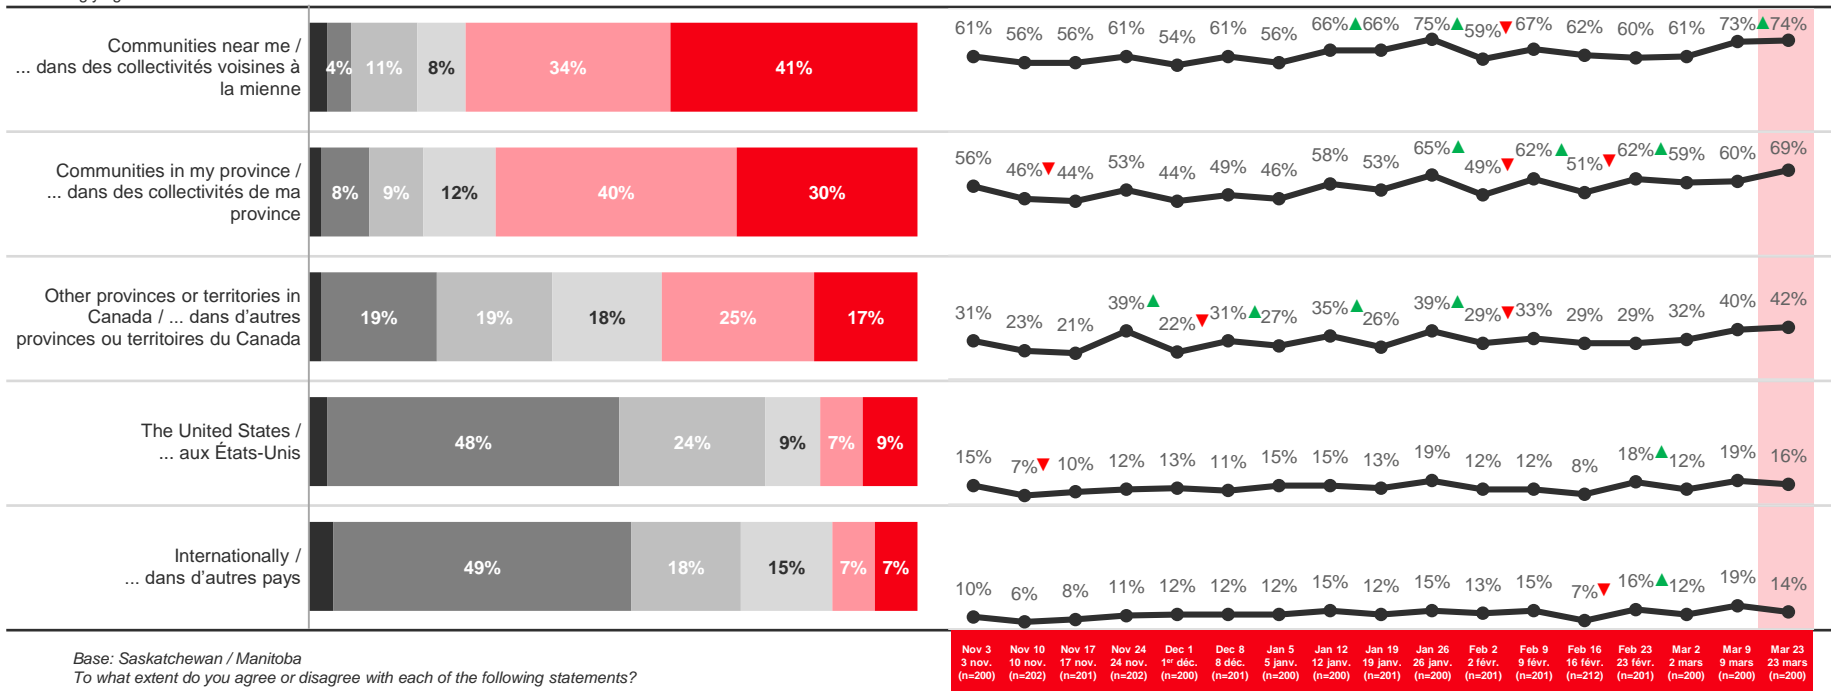 Communities near me /
... dans des collectivités voisines à
la mienne
4% 11% 8% 34% 41%
61% 56% 56% 61% 54% 61% 56% 66% 66% 75% 59% 67% 62% 60% 61% 73% 74%
Communities in my province /
... dans des collectivités de ma
province
8% 9% 12% 40% 30%
56% 46% 44% 53% 44% 49% 46% 58% 53% 65% 49% 62% 51% 62% 59% 60% 69%
Other provinces or territories in
Canada / ... dans d'autres
provinces ou territoires du Canada
19% 19% 18% 25% 17%
31% 23% 21% 39% 22% 31% 27% 35% 26% 39% 29% 33% 29% 29% 32% 40% 42%
The United States /
... aux États-Unis
48% 24% 9% 7% 9%
15% 7% 10% 12% 13% 11% 15% 15% 13% 19% 12% 12% 8% 18% 12% 19% 16%
Internationally /
... dans d'autres pays
49% 18% 15% 7% 7%
10% 6% 8% 11% 12% 12% 12% 15% 12% 15% 13% 15% 7% 16% 12% 19% 14%
Nov 3 Nov 10 Nov 17 Nov 24 Dec 1 Dec 8 Jan 5 Jan 12 Jan 19 Jan 26 Feb 2 Feb 9 Feb 16 Feb 23 Mar 2 Mar 9 Mar 23
3 nov. 10 nov. 17 nov. 24 nov. 1er déc. 8 déc. 5 janv. 12 janv. 19 janv. 26 janv. 2 févr. 9 févr. 16 févr. 23 févr. 2 mars 9 mars 23 mars
(n=200) (n=202) (n=201) (n=202) (n=200) (n=201) (n=200) (n=200) (n=201) (n=200) (n=201) (n=201) (n=212) (n=201) (n=200) (n=200) (n=200)
Base: Saskatchewan / Manitoba
To what extent do you agree or disagree with each of the following statements?